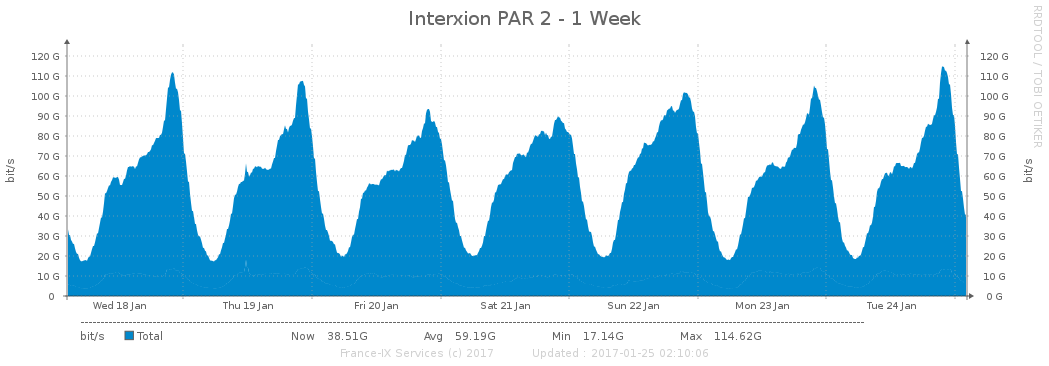 Interxion PAR 2 - 1 Week
RRDTOOL / TOBI OETIKER
bit/s
bit/s
120 G 120 G
110 G 110 G
100 G 100 G
90 G 90 G
80 G 80 G
70 G 70 G
60 G 60 G
50 G 50 G
40 G 40 G
30 G 30 G
20 G 20 G
10 G 10 G
0 0 G
Wed 18 Jan Thu 19 Jan Fri 20 Jan Sat 21 Jan Sun 22 Jan Mon 23 Jan Tue 24 Jan
bit/s Total Now 38.51G Avg 59.19G Min 17.14G Max 114.62G
France-IX Services (c) 2017 Updated : 2017-01-25 02:10:06